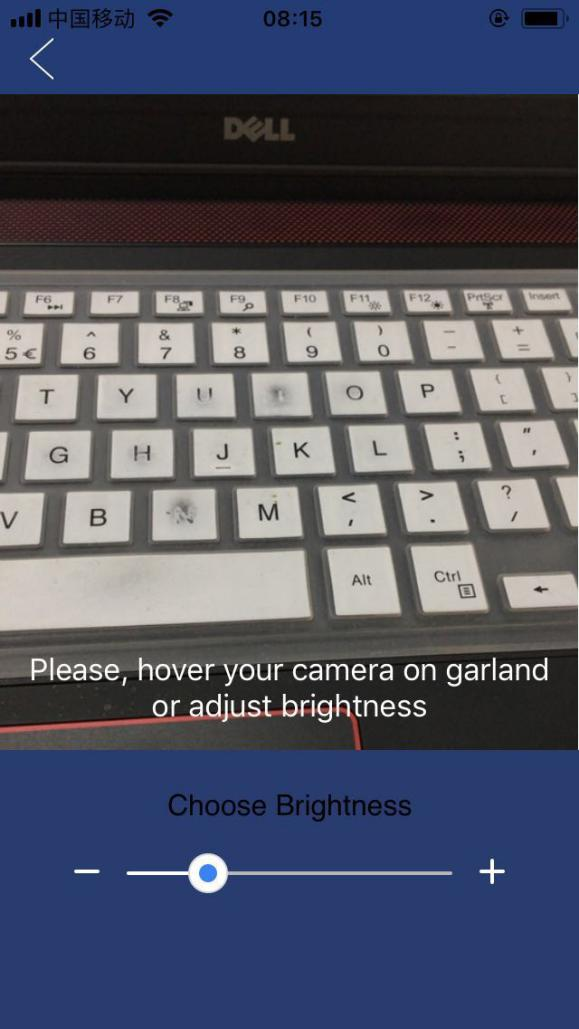 中国移动 08:15
DELL
F6 F7 F8 F9 F10 F11 F12 PrtScr Insert
% ^ & * ( ) — +
5 € 6 7 8 9 0 - =
T Y U O P { [ } ]
G H J K L : ; " ,
V B N M < , > . ? /
Alt Ctrl
Please, hover your camera on garland
or adjust brightness
Choose Brightness